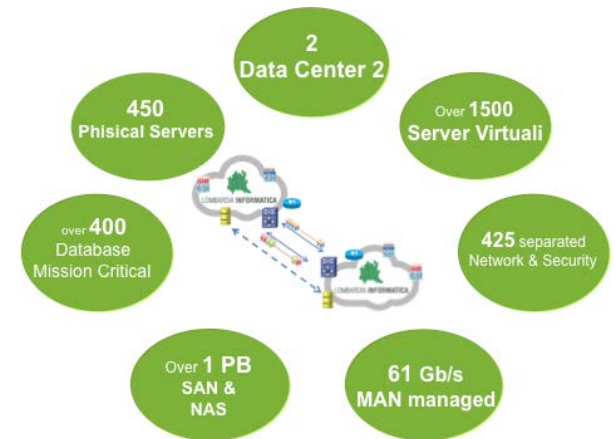 2
Data Center 2
450
Phisical Servers
Over 1500
Server Virtuali
over 400
Database
Mission Critical
LOMBARDIA INFORMATICA
425 separated
Network & Security
LOMBARDIA INFORMATICA
Over 1 PB
SAN &
NAS
61 Gb/s
MAN managed